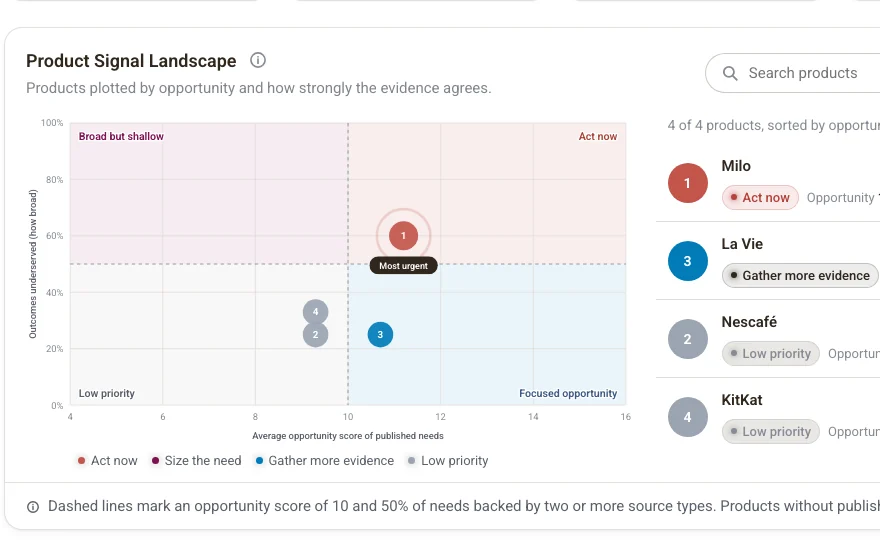 Product Signal Landscape
Products plotted by opportunity and how strongly the evidence agrees.
Search products
100%
80%
60%
40%
20%
0%
Outcomes underserved (how broad)
Broad but shallow
Act now
1
Most urgent
4
2
3
Low priority
Focused opportunity
4 6 8 10 12 14 16
Average opportunity score of published needs
Act now Size the need Gather more evidence Low priority
4 of 4 products, sorted by
1
Milo
Act now Opportunity
3
La Vie
Gather more evidence
2
Nescafé
Low priority
4
KitKat
Low priority
Dashed lines mark an opportunity score of 10 and 50% of needs backed by two or more source types. Products without